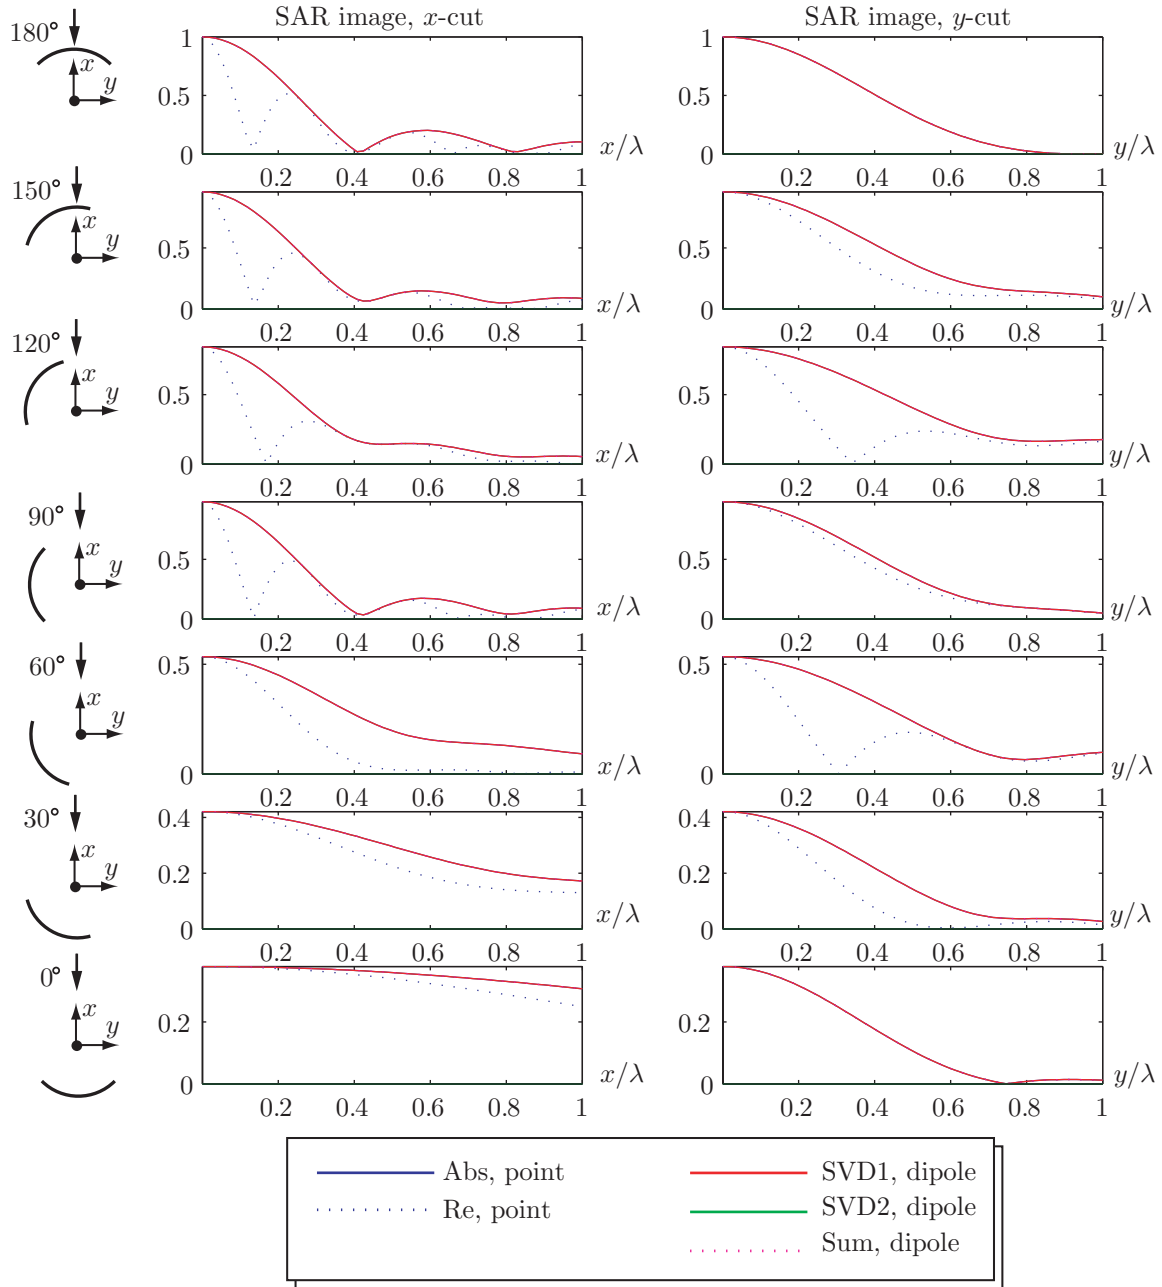 SAR image, x-cut
SAR image, y-cut
180°
x
y
1
0.5
0
0.2 0.4 0.6 0.8 1
x/λ
1
0.5
0
0.2 0.4 0.6 0.8 1
y/λ
150°
x
y
0.5
0
0.2 0.4 0.6 0.8 1
x/λ
0.5
0
0.2 0.4 0.6 0.8 1
y/λ
120°
x
y
0.5
0
0.2 0.4 0.6 0.8 1
x/λ
0.5
0
0.2 0.4 0.6 0.8 1
y/λ
90°
x
y
0.5
0
0.2 0.4 0.6 0.8 1
x/λ
0.5
0
0.2 0.4 0.6 0.8 1
y/λ
60°
x
y
0.5
0
0.2 0.4 0.6 0.8 1
x/λ
0.5
0
0.2 0.4 0.6 0.8 1
y/λ
30°
x
y
0.4
0.2
0
0.2 0.4 0.6 0.8 1
x/λ
0.4
0.2
0
0.2 0.4 0.6 0.8 1
y/λ
0°
x
y
0.2
0
0.2 0.4 0.6 0.8 1
x/λ
0.2
0
0.2 0.4 0.6 0.8 1
y/λ
Abs, point
Re, point
SVD1, dipole
SVD2, dipole
Sum, dipole